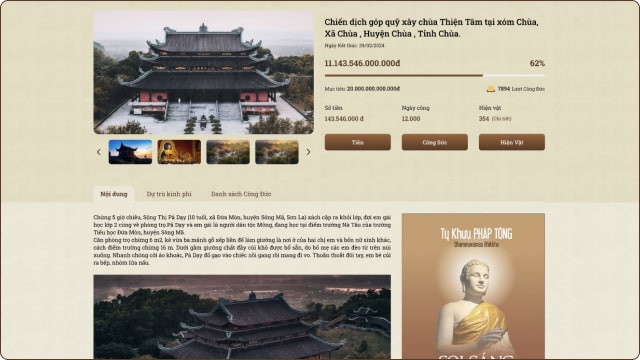 Chiến dịch góp quỹ xây chùa Thiện Tâm tại xóm Chùa,
Xã Chùa , Huyện Chùa , Tỉnh Chùa.
Ngày Kết thúc: 29/02/2024
11.143.546.000.000đ
62%
Mục tiêu: 20.000.000.000.000đ
7894 Lượt Công Đức
Số tiền
Ngày công
Hiện vật
143.546.000 đ
12.000
354 (Chi tiết)
Tiền
Công Sức
Hiện Vật
Nội dung
Dự trù kinh phí
Danh sách Công Đức
Chừng 5 giờ chiều, Sộng Thị Pà Dạy (10 tuổi, xã Đứa Mòn, huyện Sông Mã, Sơn La) xách cặp ra khỏi lớp, đợi em gái
học lớp 2 cùng về phòng trọ.Pà Dạy và em gái là người dân tộc Mông, đang học tại điểm trường Nà Tấu của trường
Tiểu học Đứa Mòn, huyện Sông Mã.
Căn phòng trọ chừng 6 m2, kê vừa ba mảnh gỗ xếp liền để làm giường là nơi ở của hai chị em và bốn nữ sinh khác,
cách điểm trường chừng 16 m. Dưới gầm giường chất đầy củi khô được bố sẵn, do bố mẹ các em đèo từ trên núi
xuống. Nhanh chóng cởi áo khoác, Pà Dạy đổ gạo vào chiếc nồi gang rồi mang đi vo. Thoăn thoắt đôi tay, em bê củi
ra bếp, nhóm lửa nấu.
Tỳ Khưu PHÁP TÔNG
Dhammavamsa Bhikkhu
SOI SÁNG